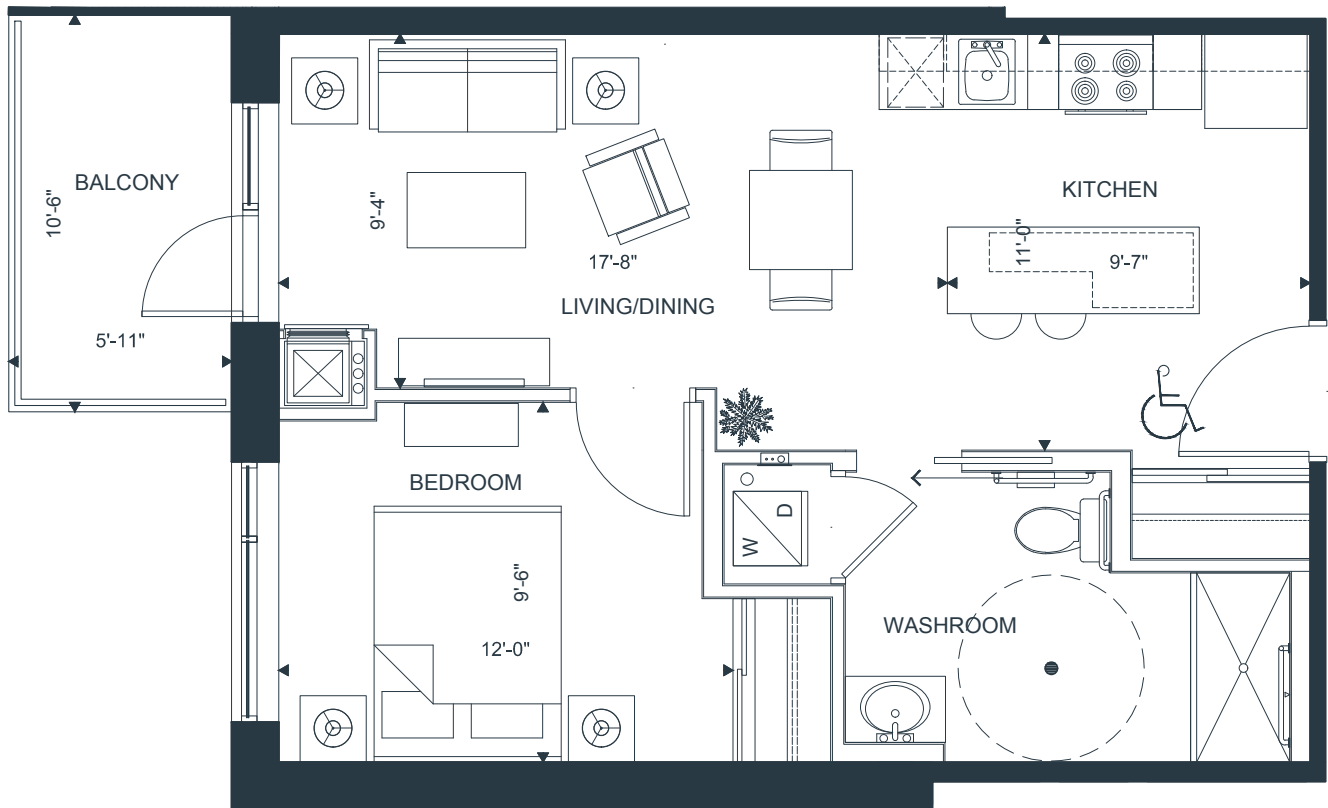 BALCONY
10'-6"
5'-11"
9'-4"
17'-8"
LIVING/DINING
KITCHEN
11'-0"
9'-7"
BEDROOM
9'-6"
12'-0"
W
D
WASHROOM